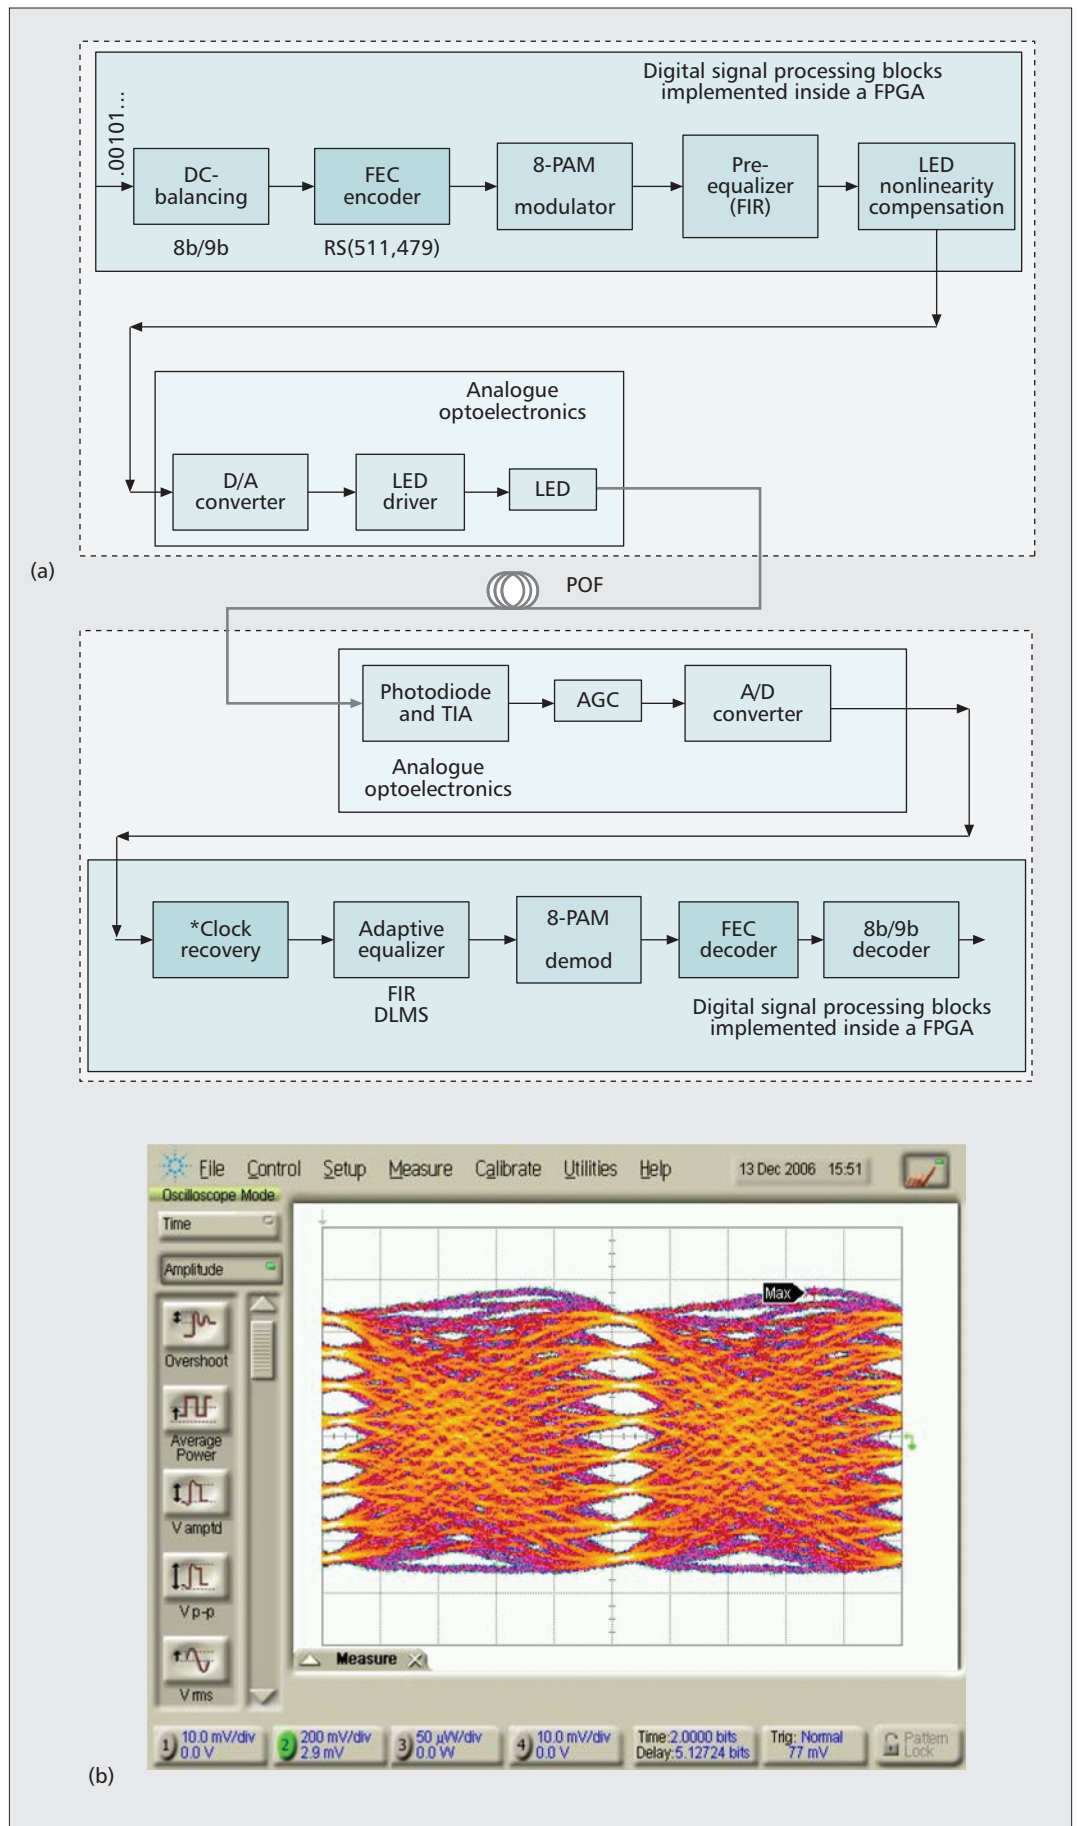 Digital signal processing blocks
implemented inside a FPGA
.00101...
DC-
balancing
8b/9b
FEC
encoder
RS(511,479)
8-PAM
modulator
Pre-
equalizer
(FIR)
LED
nonlinearity
compensation
Analogue
optoelectronics
D/A
converter
LED
driver
LED
(a)
POF
Photodiode
and TIA
AGC
A/D
converter
Analogue
optoelectronics
*Clock
recovery
Adaptive
equalizer
FIR
DLMS
8-PAM
demod
FEC
decoder
8b/9b
decoder
Digital signal processing blocks
implemented inside a FPGA
File Control Setup Measure Calibrate Utilities Help 13 Dec 2006 15:51
Oscilloscope Mode
Time
Amplitude
Overshoot
Average
Power
V amptd
V p-p
V rms
Max
Measure
1 10.0 mV/div
0.0 V
2 200 mV/div
2.9 mV
3 50 µW/div
0.0 W
4 10.0 mV/div
0.0 V
Time:2.0000 bits
Delay:5.12724 bits
Trig: Normal
77 mV
Pattern
Lock
(b)